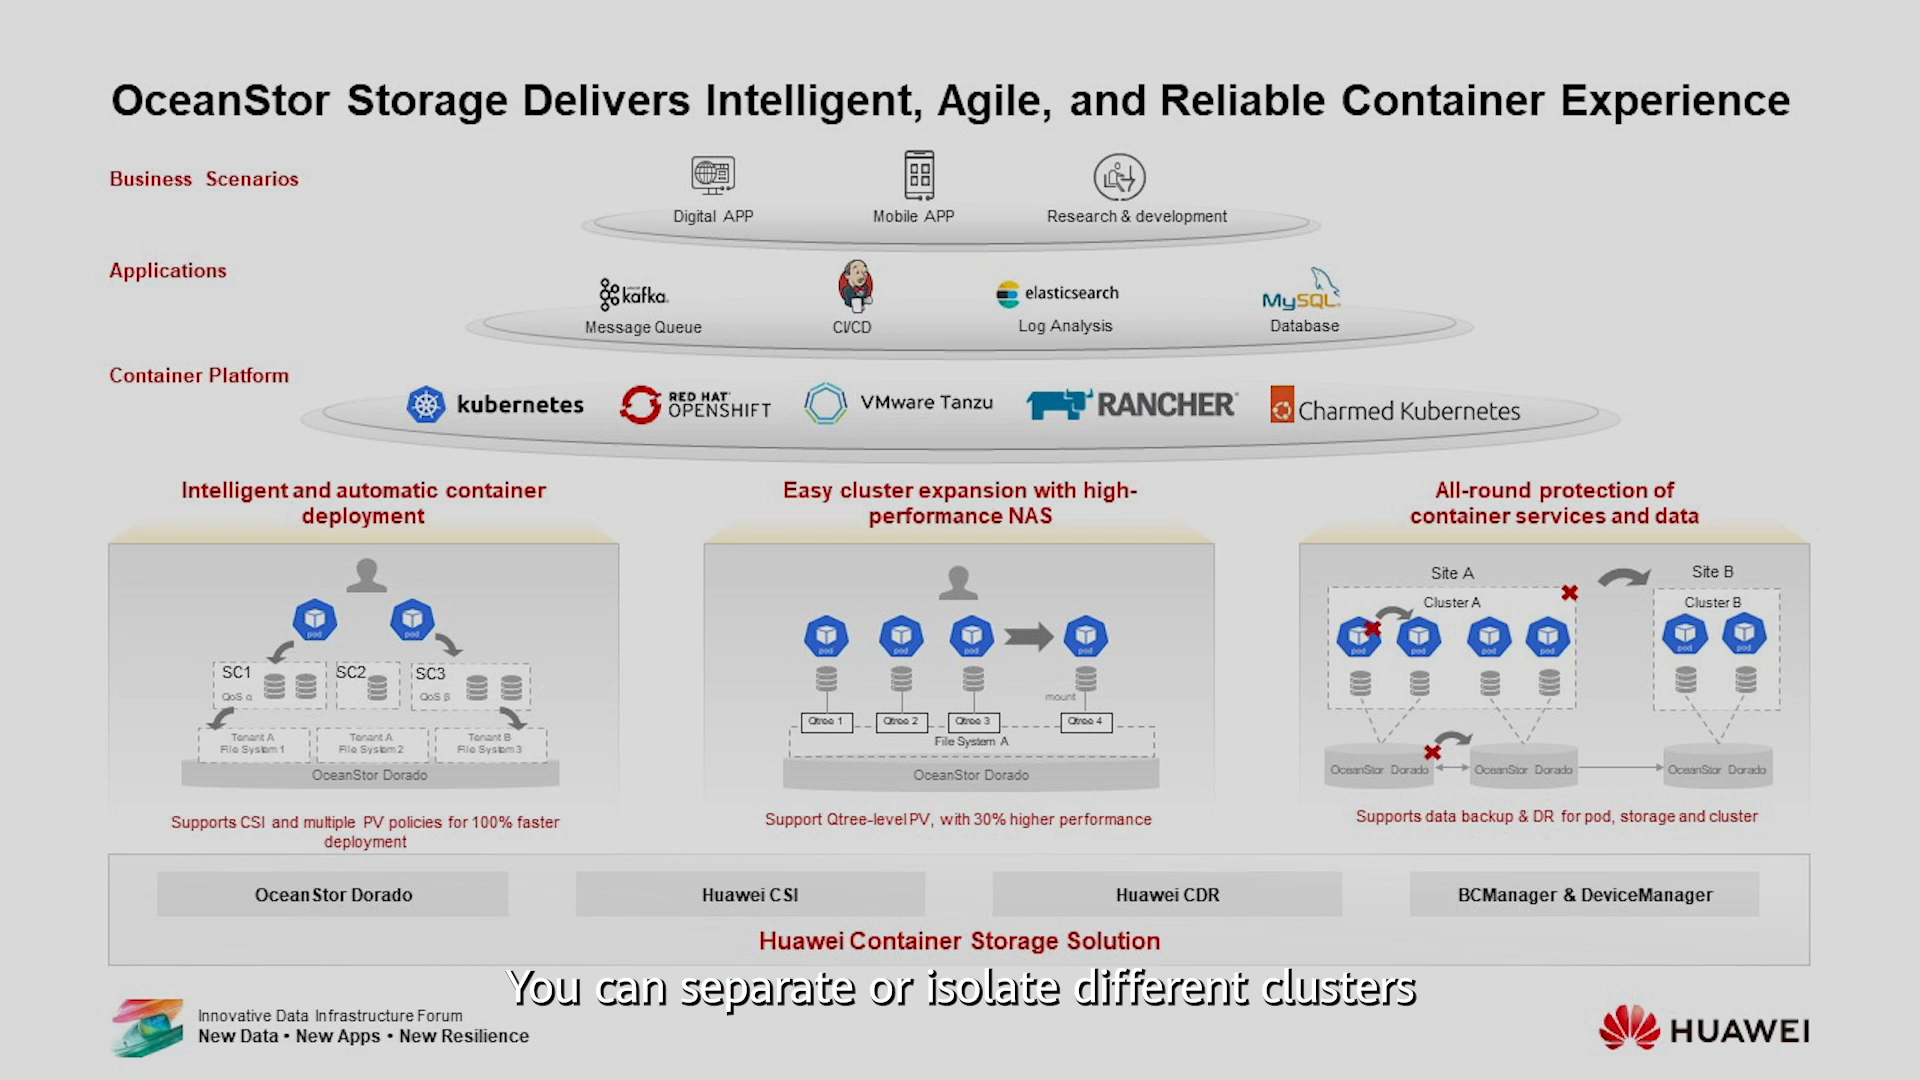 OceanStor Storage Delivers Intelligent, Agile, and Reliable Container Experience
Business Scenarios
Digital APP
Mobile APP
Research & development
Applications
kafka
elasticsearch
MySQL
Message Queue
CI/CD
Log Analysis
Database
Container Platform
kubernetes
RED HAT
OPENSHIFT
VMware Tanzu
RANCHER
Charmed Kubernetes
Intelligent and automatic container
deployment
pod
pod
SC1
SC2
SC3
QoS α
QoS β
Tenant A
File System 1
Tenant A
File System 2
Tenant B
File System 3
OceanStor Dorado
Supports CSI and multiple PV policies for 100% faster
deployment
Easy cluster expansion with high-
performance NAS
pod
pod
pod
pod
mount
Qtree 1
Qtree 2
Qtree 3
Qtree 4
File System A
OceanStor Dorado
Support Qtree-level PV, with 30% higher performance
All-round protection of
container services and data
Site A
Site B
Cluster A
Cluster B
pod
pod
pod
pod
pod
pod
OceanStor Dorado
OceanStor Dorado
OceanStor Dorado
Supports data backup & DR for pod, storage and cluster
OceanStor Dorado
Huawei CSI
Huawei CDR
BCManager & DeviceManager
Huawei Container Storage Solution
You can separate or isolate different clusters
Innovative Data Infrastructure Forum
New Data • New Apps • New Resilience
HUAWEI